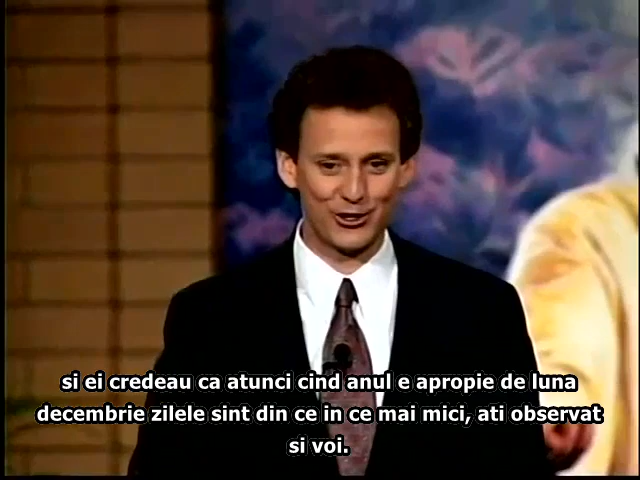 si ei credeau ca atunci cind anul e apropie de luna
decembrie zilele sint din ce in ce mai mici, ati observat
si voi.